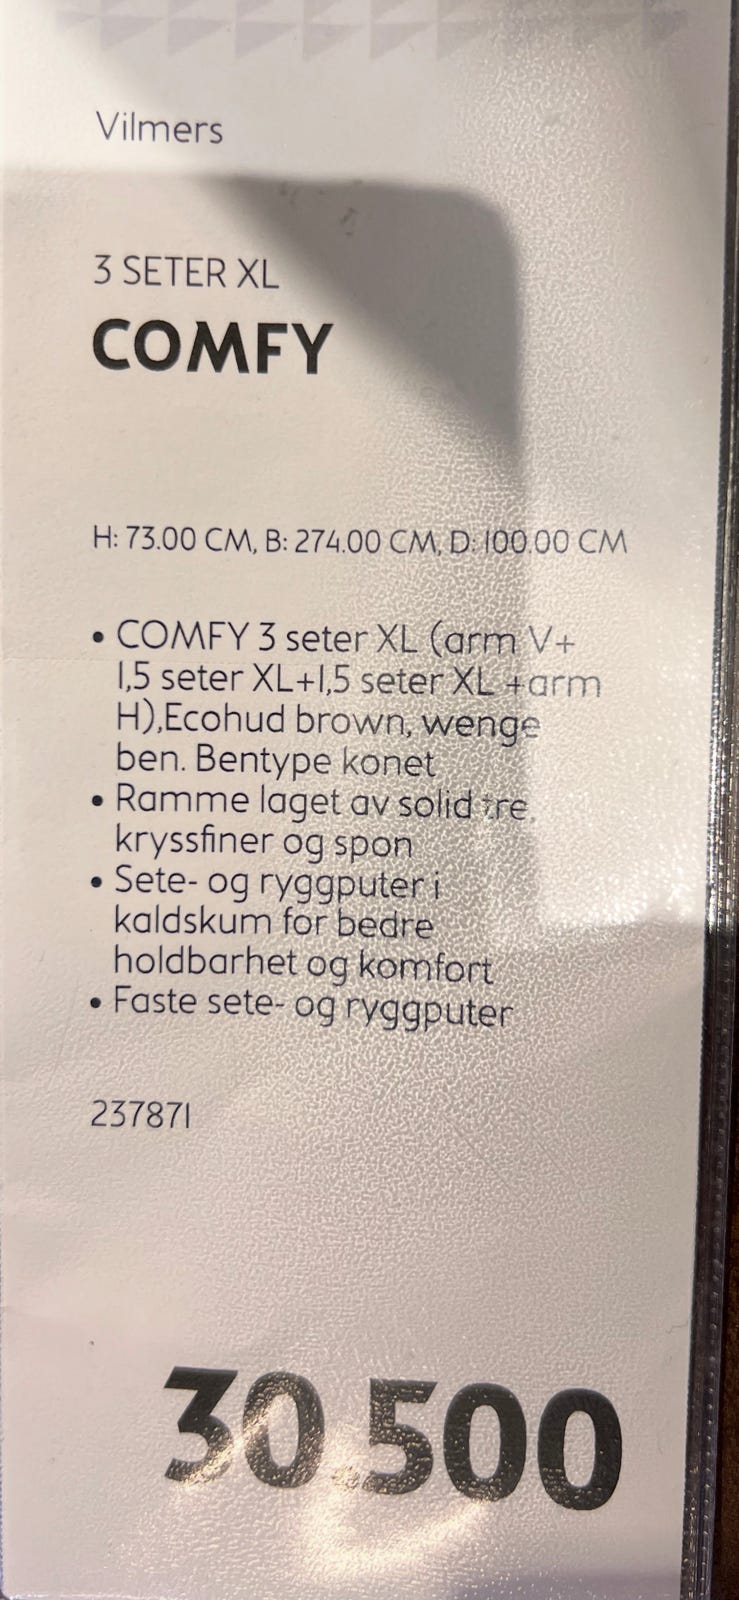 Vilmers
3 SETER XL
COMFY
H: 73.00 CM, B: 274.00 CM, D: 100.00 CM
• COMFY 3 seter XL (arm V+
1,5 seter XL+1,5 seter XL +arm
H),Ecohud brown, wenge
ben. Bentype konet
• Ramme laget av solid tre,
kryssfiner og spon
• Sete- og ryggputer i
kaldskum for bedre
holdbarhet og komfort
• Faste sete- og ryggputer
237871
30.500